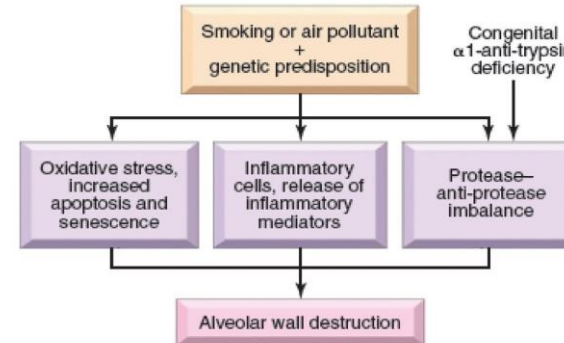 Smoking or air pollutant
+
genetic predisposition
Congenital
α1-anti-trypsin
deficiency
Oxidative stress,
increased
apoptosis and
senescence
Inflammatory
cells, release of
inflammatory
mediators
Protease–
anti-protease
imbalance
Alveolar wall destruction